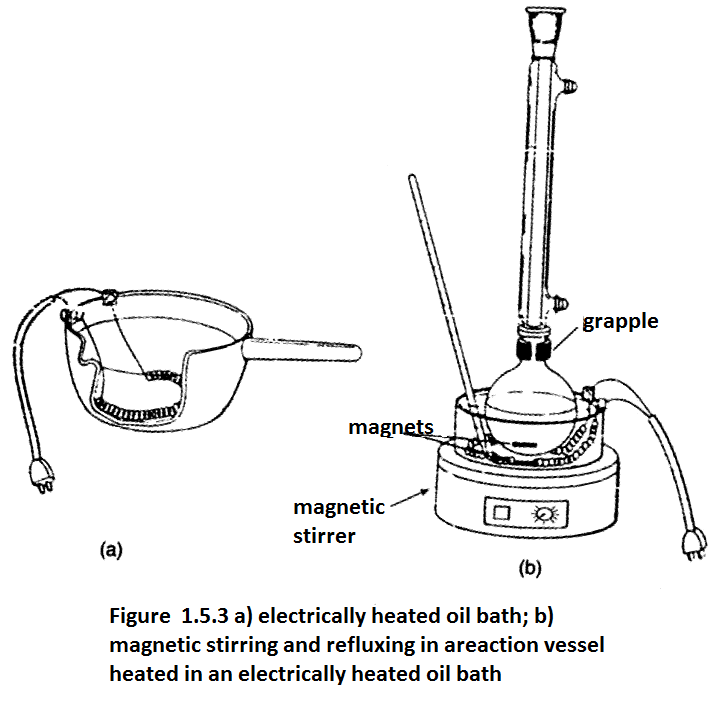 grapple
magnets
magnetic
stirrer
(a)
(b)
Figure  1.5.3 a) electrically heated oil bath; b)
magnetic stirring and refluxing in areaction vessel
heated in an electrically heated oil bath